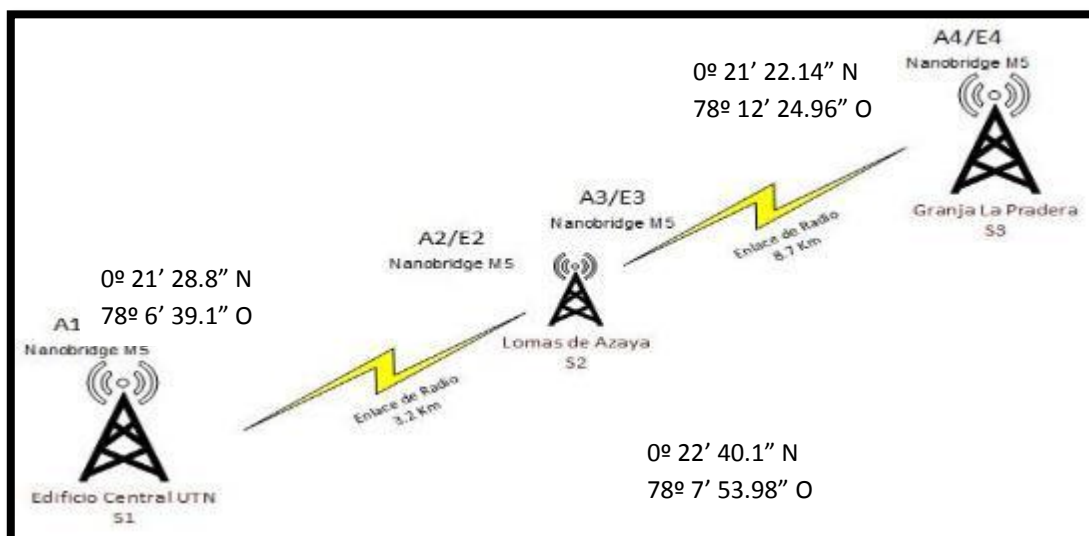 A4/E4
Nanobridge M5
0º 21’ 22.14” N
78º 12’ 24.96” O
Granja La Pradera
S3
Enlace de Radio
8.7 Km
A3/E3
Nanobridge M5
A2/E2
Nanobridge M5
Lomas de Azaya
S2
0º 21’ 28.8” N
78º 6’ 39.1” O
A1
Nanobridge M5
Enlace de Radio
3.2 Km
0º 22’ 40.1” N
78º 7’ 53.98” O
Edificio Central UTN
S1